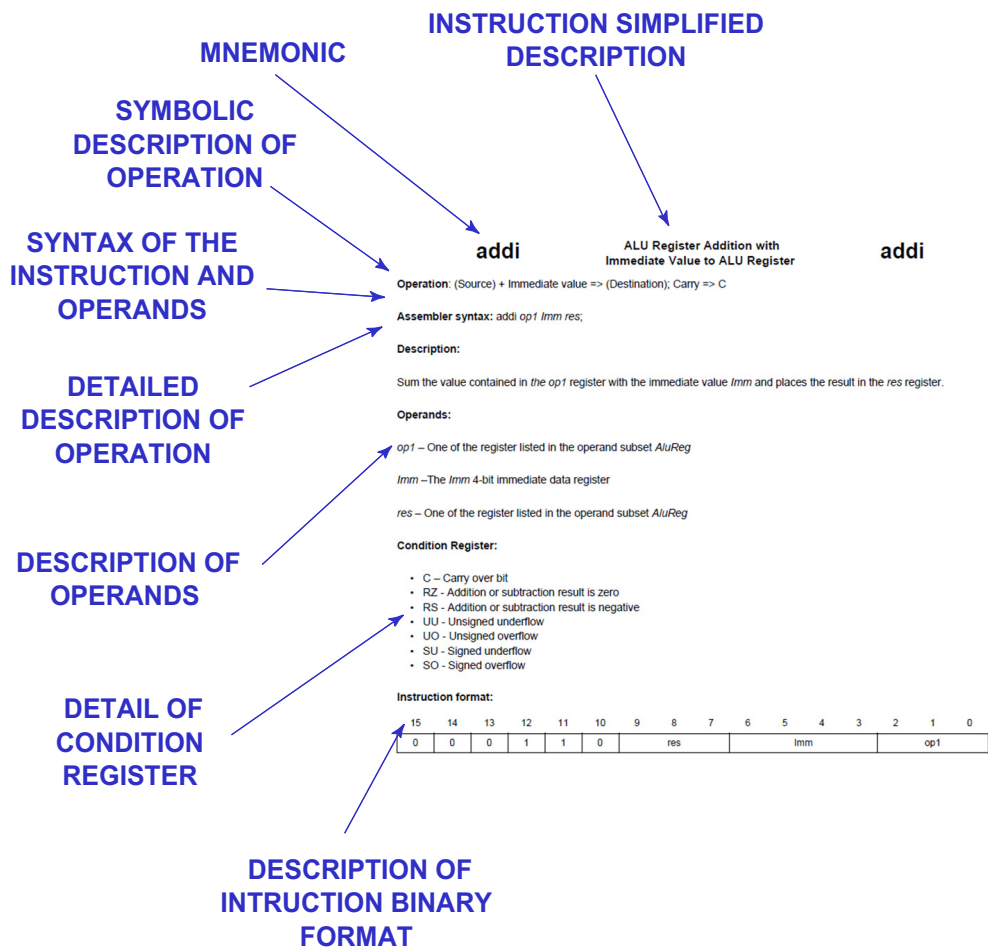 INSTRUCTION SIMPLIFIED
DESCRIPTION
MNEMONIC
SYMBOLIC
DESCRIPTION OF
OPERATION
SYNTAX OF THE
INSTRUCTION AND
OPERANDS
DETAILED
DESCRIPTION OF
OPERATION
DESCRIPTION OF
OPERANDS
DETAIL OF
CONDITION
REGISTER
DESCRIPTION OF
INTRUCTION BINARY
FORMAT
addi
ALU Register Addition with
Immediate Value to ALU Register
addi
Operation: (Source) + Immediate value => (Destination); Carry => C
Assembler syntax: addi op1 Imm res;
Description:
Sum the value contained in the op1 register with the immediate value Imm and places the result in the res register.
Operands:
op1 – One of the register listed in the operand subset AluReg
Imm –The Imm 4-bit immediate data register
res – One of the register listed in the operand subset AluReg
Condition Register:
• C – Carry over bit
• RZ - Addition or subtraction result is zero
• RS - Addition or subtraction result is negative
• UU - Unsigned underflow
• UO - Unsigned overflow
• SU - Signed underflow
• SO - Signed overflow
Instruction format:
15 14 13 12 11 10 9 8 7 6 5 4 3 2 1 0
0 0 0 1 1 0 res Imm op1